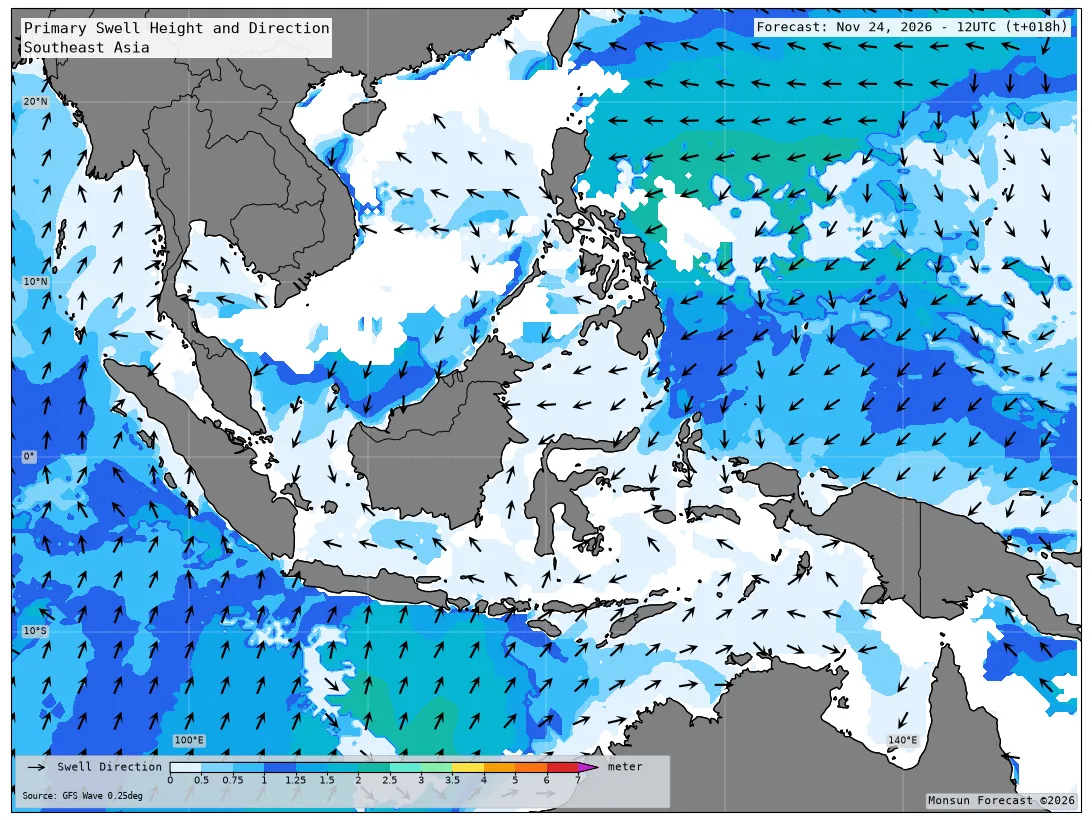 Primary Swell Height and Direction
Southeast Asia
Forecast: Nov 24, 2026 - 12UTC (t+018h)
20°N
10°N
0°
10°S
100°E
140°E
Swell Direction
0 0.5 0.75 1 1.25 1.5 2 2.5 3 3.5 4 5 6 7
meter
Source: GFS Wave 0.25deg
Monsun Forecast ©2026